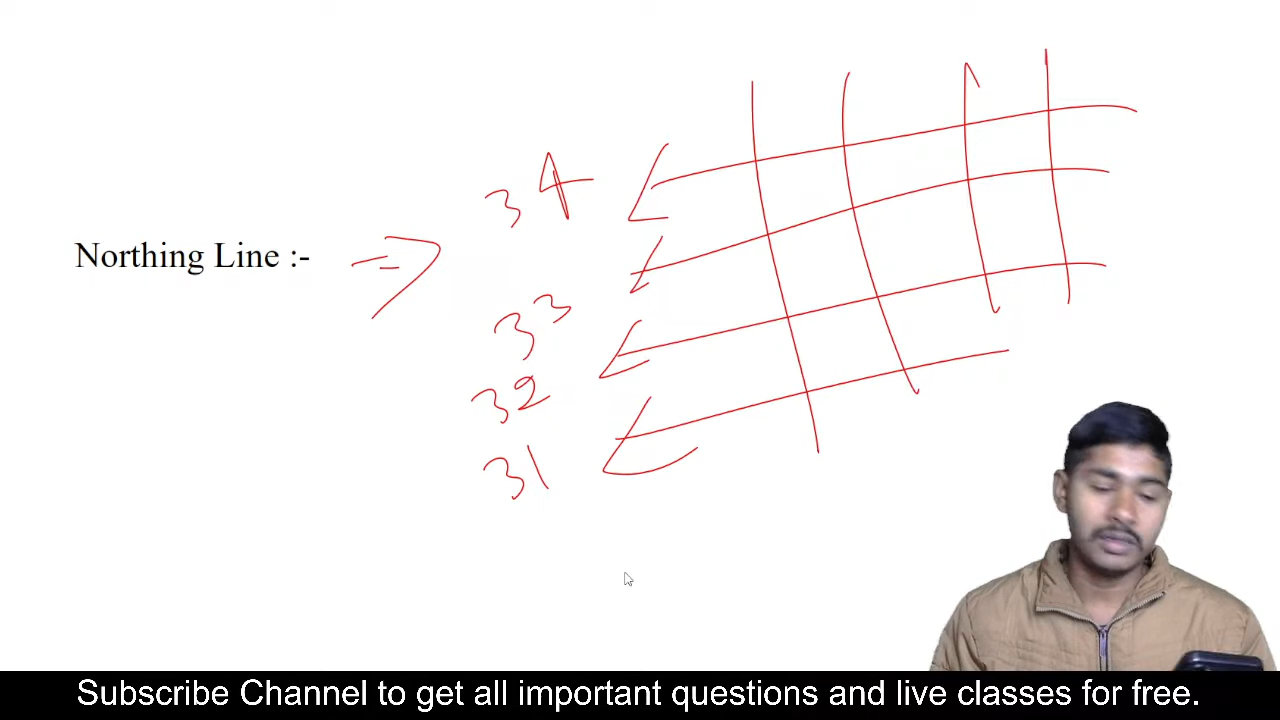 34
Northing Line :-
33
32
31
Subscribe Channel to get all important questions and live classes for free.